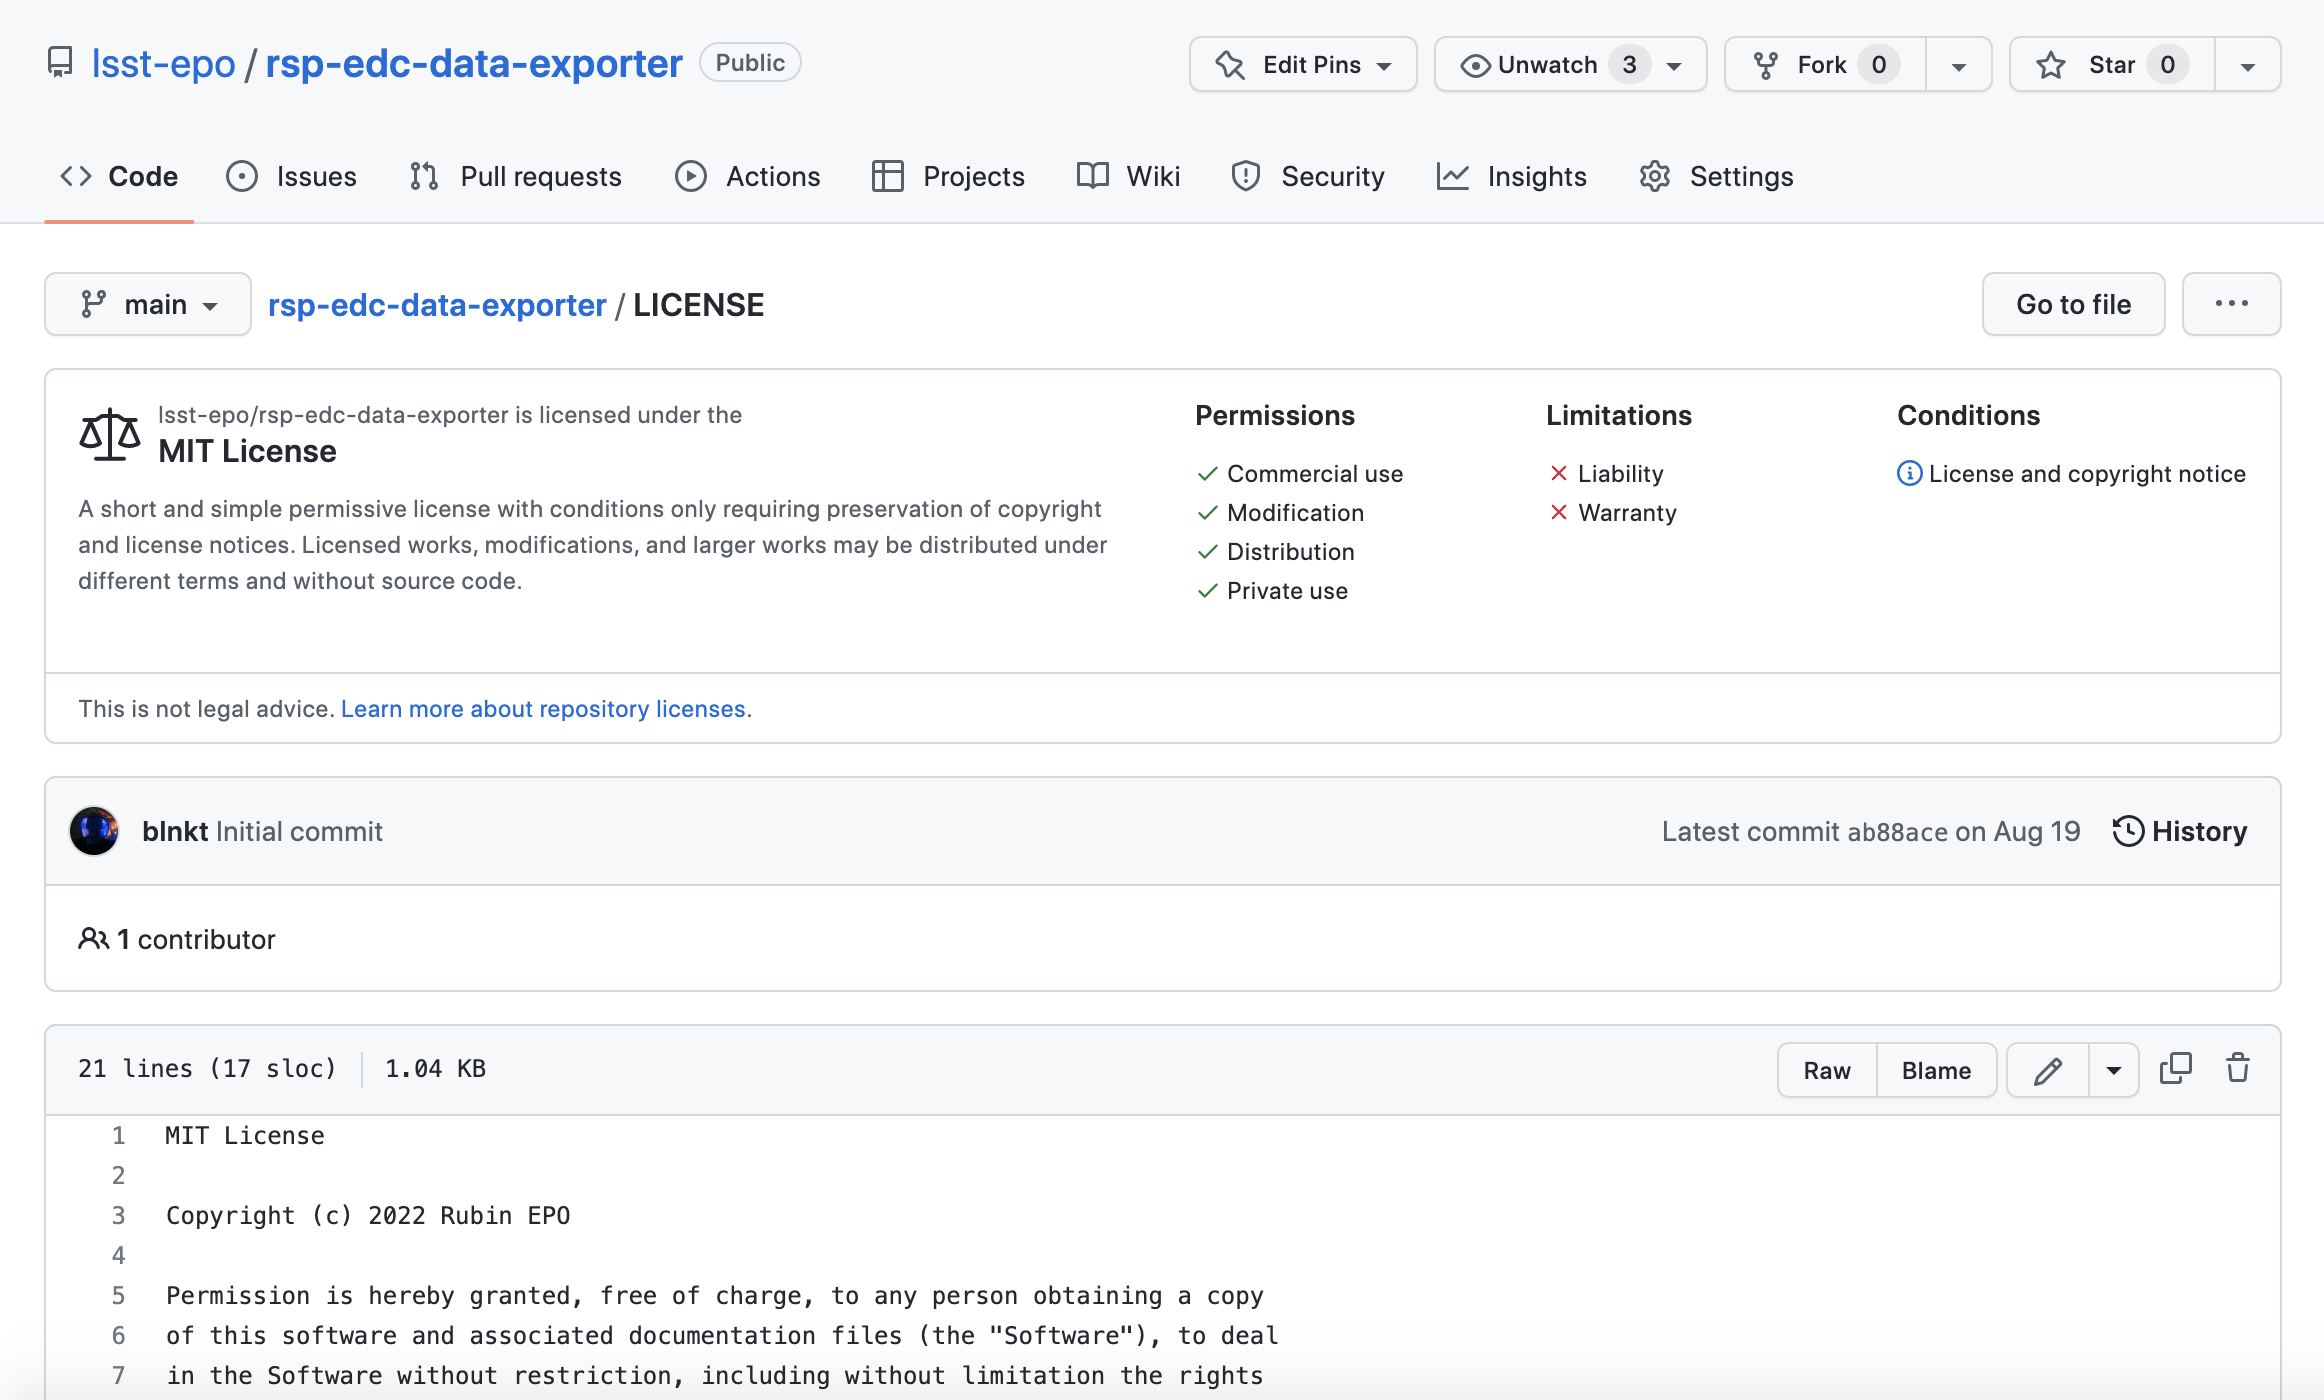 lsst-epo / rsp-edc-data-exporter Public Edit Pins Unwatch 3 Fork 0 Star 0
Code Issues Pull requests Actions Projects Wiki Security Insights Settings
main rsp-edc-data-exporter / LICENSE Go to file ...
lsst-epo/rsp-edc-data-exporter is licensed under the
MIT License
A short and simple permissive license with conditions only requiring preservation of copyright
and license notices. Licensed works, modifications, and larger works may be distributed under
different terms and without source code.
Permissions
Commercial use
Modification
Distribution
Private use
Limitations
Liability
Warranty
Conditions
License and copyright notice
This is not legal advice. Learn more about repository licenses.
blnkt Initial commit Latest commit ab88ace on Aug 19 History
1 contributor
21 lines (17 sloc) 1.04 KB Raw Blame
1 MIT License
2
3 Copyright (c) 2022 Rubin EPO
4
5 Permission is hereby granted, free of charge, to any person obtaining a copy
6 of this software and associated documentation files (the "Software"), to deal
7 in the Software without restriction, including without limitation the rights